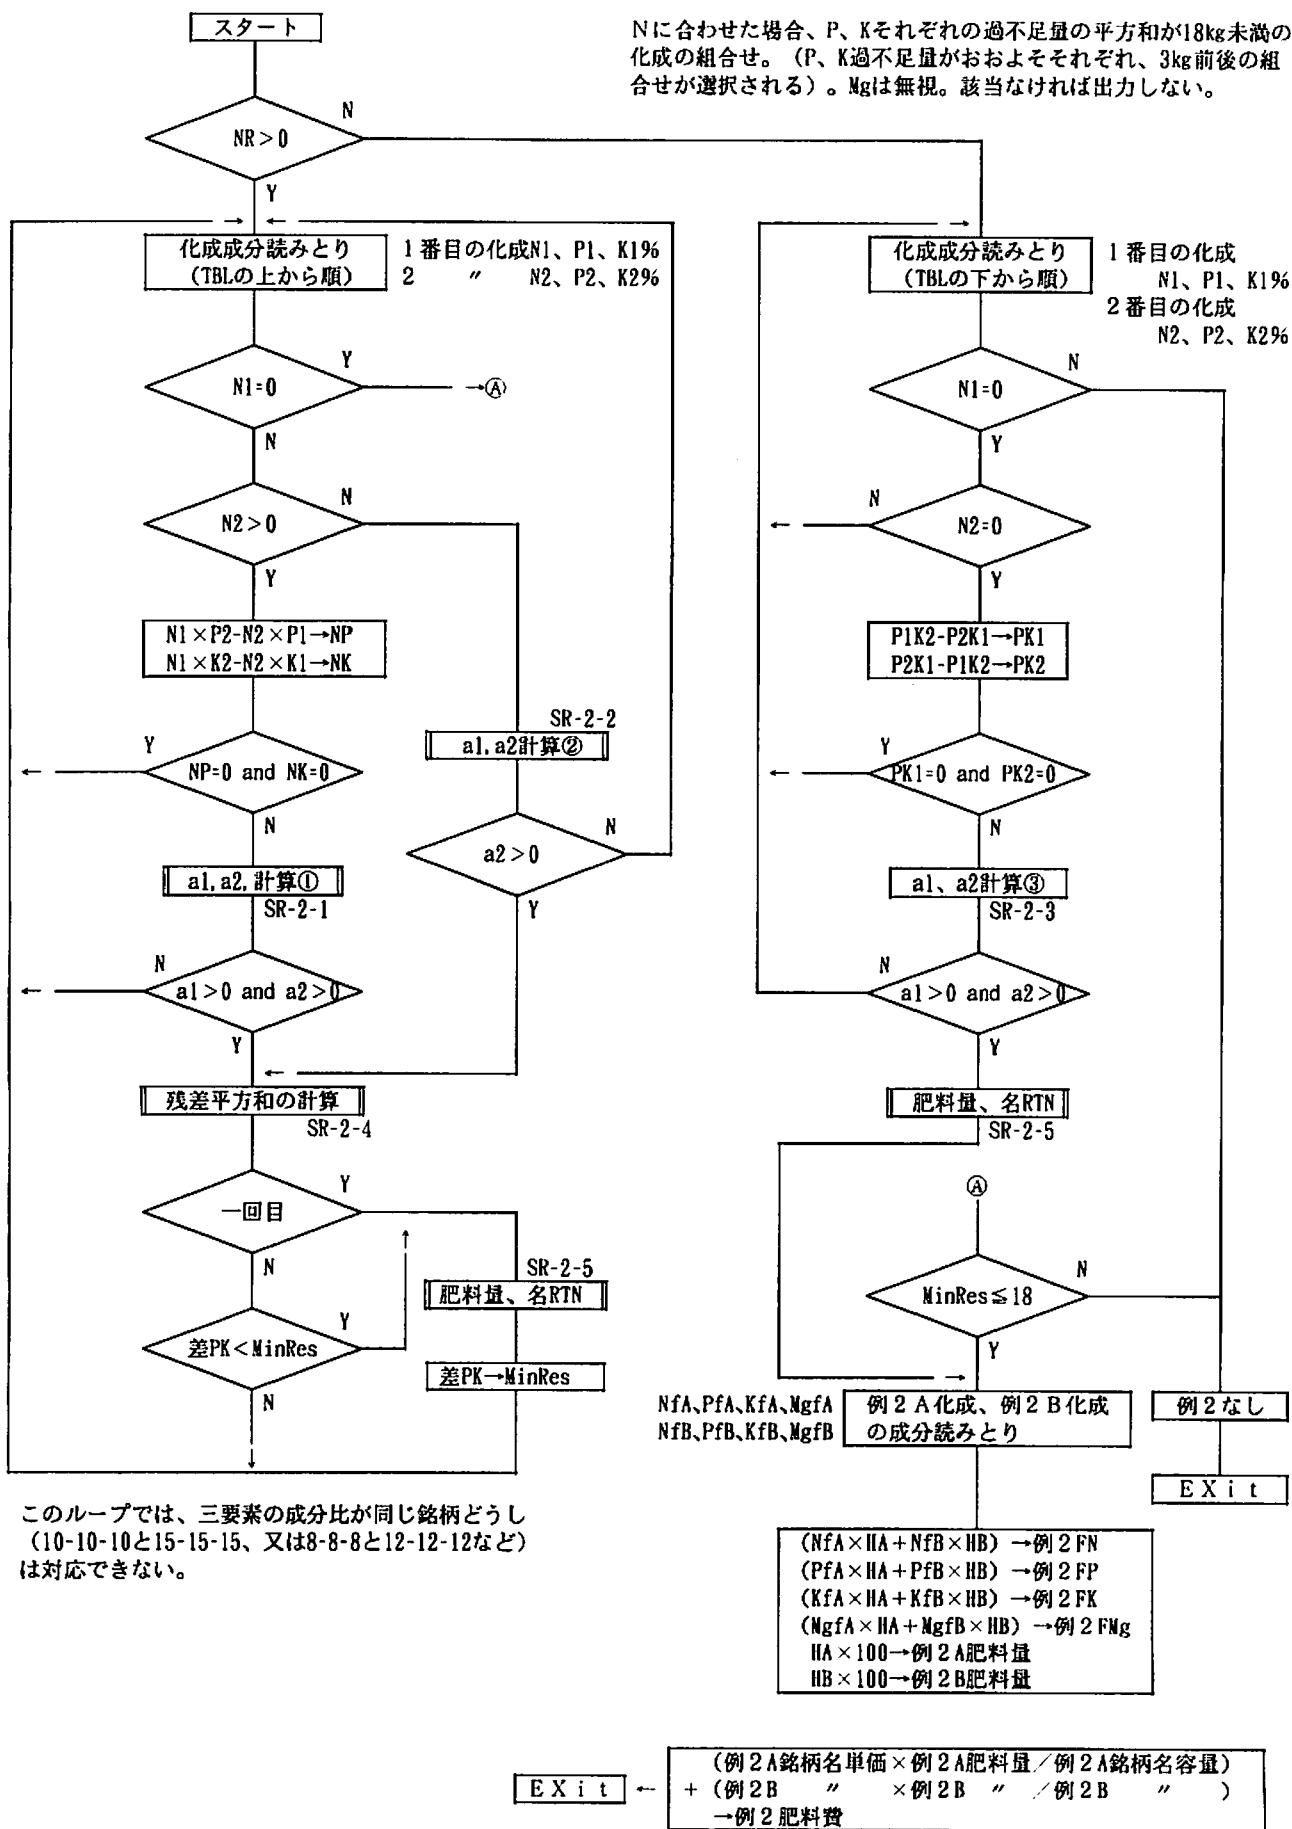 スタート
Nに合わせた場合、P、Kそれぞれの過不足量の平方和が18kg未満の
化成の組合せ。(P、K過不足量がおおよそそれぞれ、3kg前後の組
合せが選択される)。Mgは無視。該当なければ出力しない。
NR>0
N
Y
化成成分読みとり
(TBLの上から順)
1番目の化成N1、P1、K1%
2 〃 N2、P2、K2%
N1=0
Y
→Ⓐ
N
N2>0
N
Y
N1×P2-N2×P1→NP
N1×K2-N2×K1→NK
SR-2-2
a1,a2計算②
NP=0 and NK=0
Y
N
a2>0
N
Y
a1,a2,計算①
SR-2-1
a1>0 and a2>0
N
Y
残差平方和の計算
SR-2-4
一回目
Y
N
SR-2-5
肥料量、名RTN
差PK<MinRes
Y
N
差PK→MinRes
このループでは、三要素の成分比が同じ銘柄どうし
(10-10-10と15-15-15、又は8-8-8と12-12-12など)
は対応できない。
化成成分読みとり
(TBLの下から順)
1番目の化成
N1、P1、K1%
2番目の化成
N2、P2、K2%
N1=0
N
Y
N2=0
N
Y
P1K2-P2K1→PK1
P2K1-P1K2→PK2
PK1=0 and PK2=0
Y
N
a1、a2計算③
SR-2-3
a1>0 and a2>0
N
Y
肥料量、名RTN
SR-2-5
Ⓐ
MinRes≦18
N
Y
NfA、PfA、KfA、MgfA
NfB、PfB、KfB、MgfB
例2A化成、例2B化成
の成分読みとり
例2なし
EXit
(NfA×HA+NfB×HB)→例2FN
(PfA×HA+PfB×HB)→例2FP
(KfA×HA+KfB×HB)→例2FK
(MgfA×HA+MgfB×HB)→例2FMg
HA×100→例2A肥料量
HB×100→例2B肥料量
(例2A銘柄名単価×例2A肥料量/例2A銘柄名容量)
+(例2B 〃 ×例2B 〃 /例2B 〃 )
→例2肥料費
EXit ←